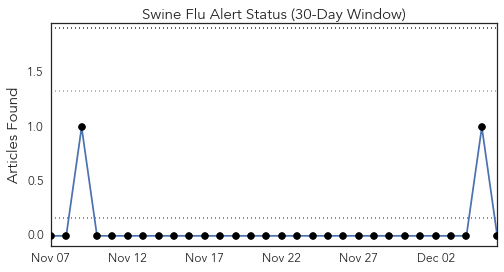 Swine Flu Alert Status (30-Day Window)
Articles Found
1.5
1.0
0.5
0.0
Nov 07 Nov 12 Nov 17 Nov 22 Nov 27 Dec 02